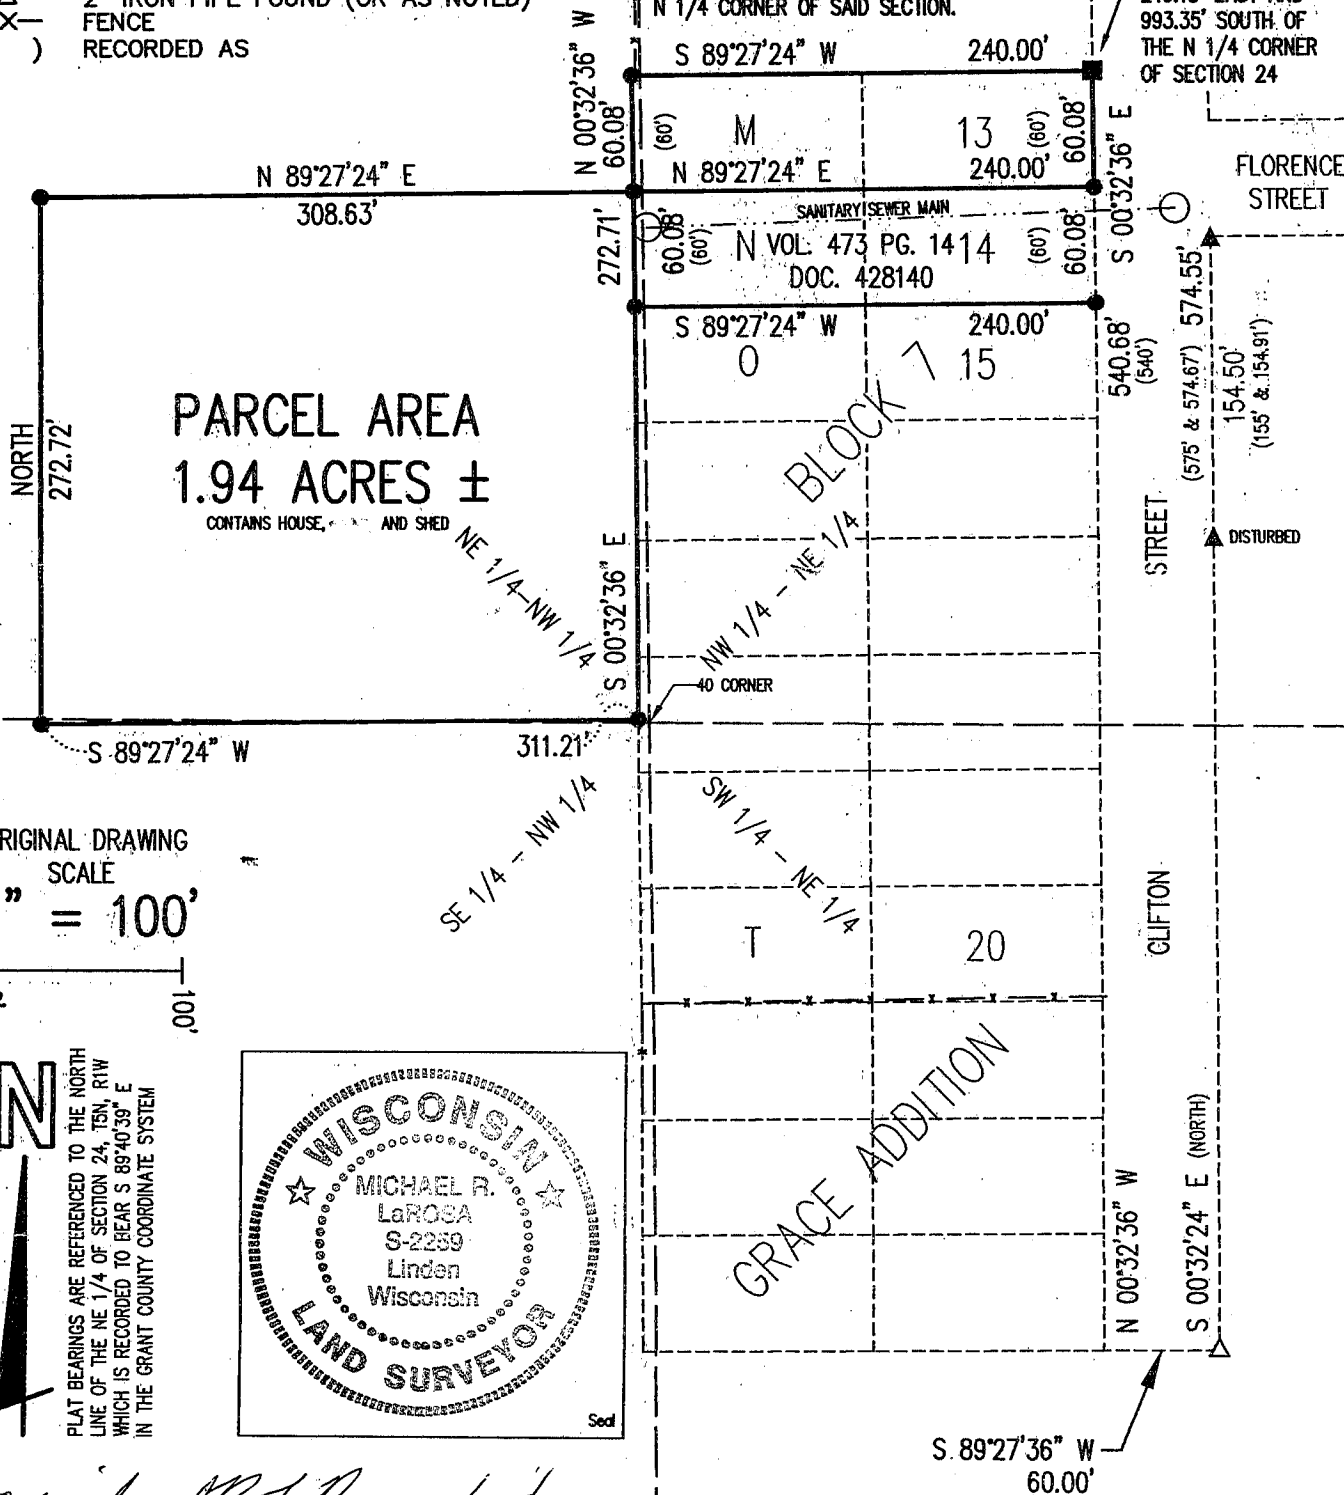 2" IRON PIPE FOUND (OR AS NOTED)
FENCE
) RECORDED AS
N 1/4 CORNER OF SAID SECTION.
993.35' SOUTH OF
THE N 1/4 CORNER
OF SECTION 24
S 89°27'24" W 240.00'
N 00°32'36" W
60.08'
(60')
M 13
(60')
60.08'
S 00°32'36" E
N 89°27'24" E 240.00'
FLORENCE
STREET
N 89°27'24" E
308.63'
SANITARY SEWER MAIN
272.71'
60.08'
(60')
N VOL. 473 PG. 14 14
DOC. 428140
(60')
60.08'
S 89°27'24" W 240.00'
O 15
BLOCK 7
540.68'
(540')
(575' & 574.67') 574.55'
154.50'
(155' & 154.91')
NORTH
272.72'
PARCEL AREA
1.94 ACRES ±
CONTAINS HOUSE, AND SHED
NE 1/4-NW 1/4
S 00°32'36" E
NW 1/4 - NE 1/4
STREET
DISTURBED
40 CORNER
S 89°27'24" W 311.21'
SE 1/4 - NW 1/4
SW 1/4 - NE 1/4
RIGINAL DRAWING
SCALE
" = 100'
100'
T 20
CLIFTON
GRACE ADDITION
N
PLAT BEARINGS ARE REFERENCED TO THE NORTH
LINE OF THE NE 1/4 OF SECTION 24, T5N, R1W
WHICH IS RECORDED TO BEAR S 89°40'39" E
IN THE GRANT COUNTY COORDINATE SYSTEM
WISCONSIN
MICHAEL R.
LaROSA
S-2269
Linden
Wisconsin
LAND SURVEYOR
Seal
N 00°32'36" W
S 00°32'24" E (NORTH)
S 89°27'36" W
60.00'